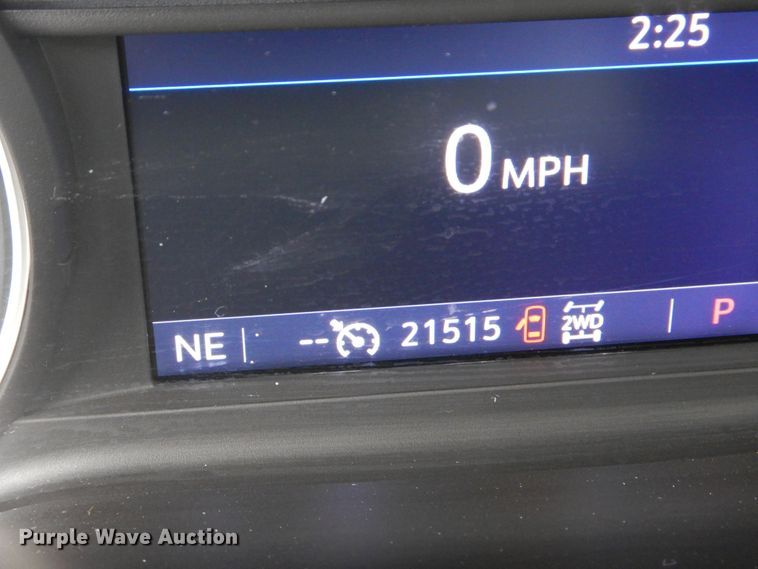 2:25
0 MPH
NE -- 21515 2WD P
Purple Wave Auction